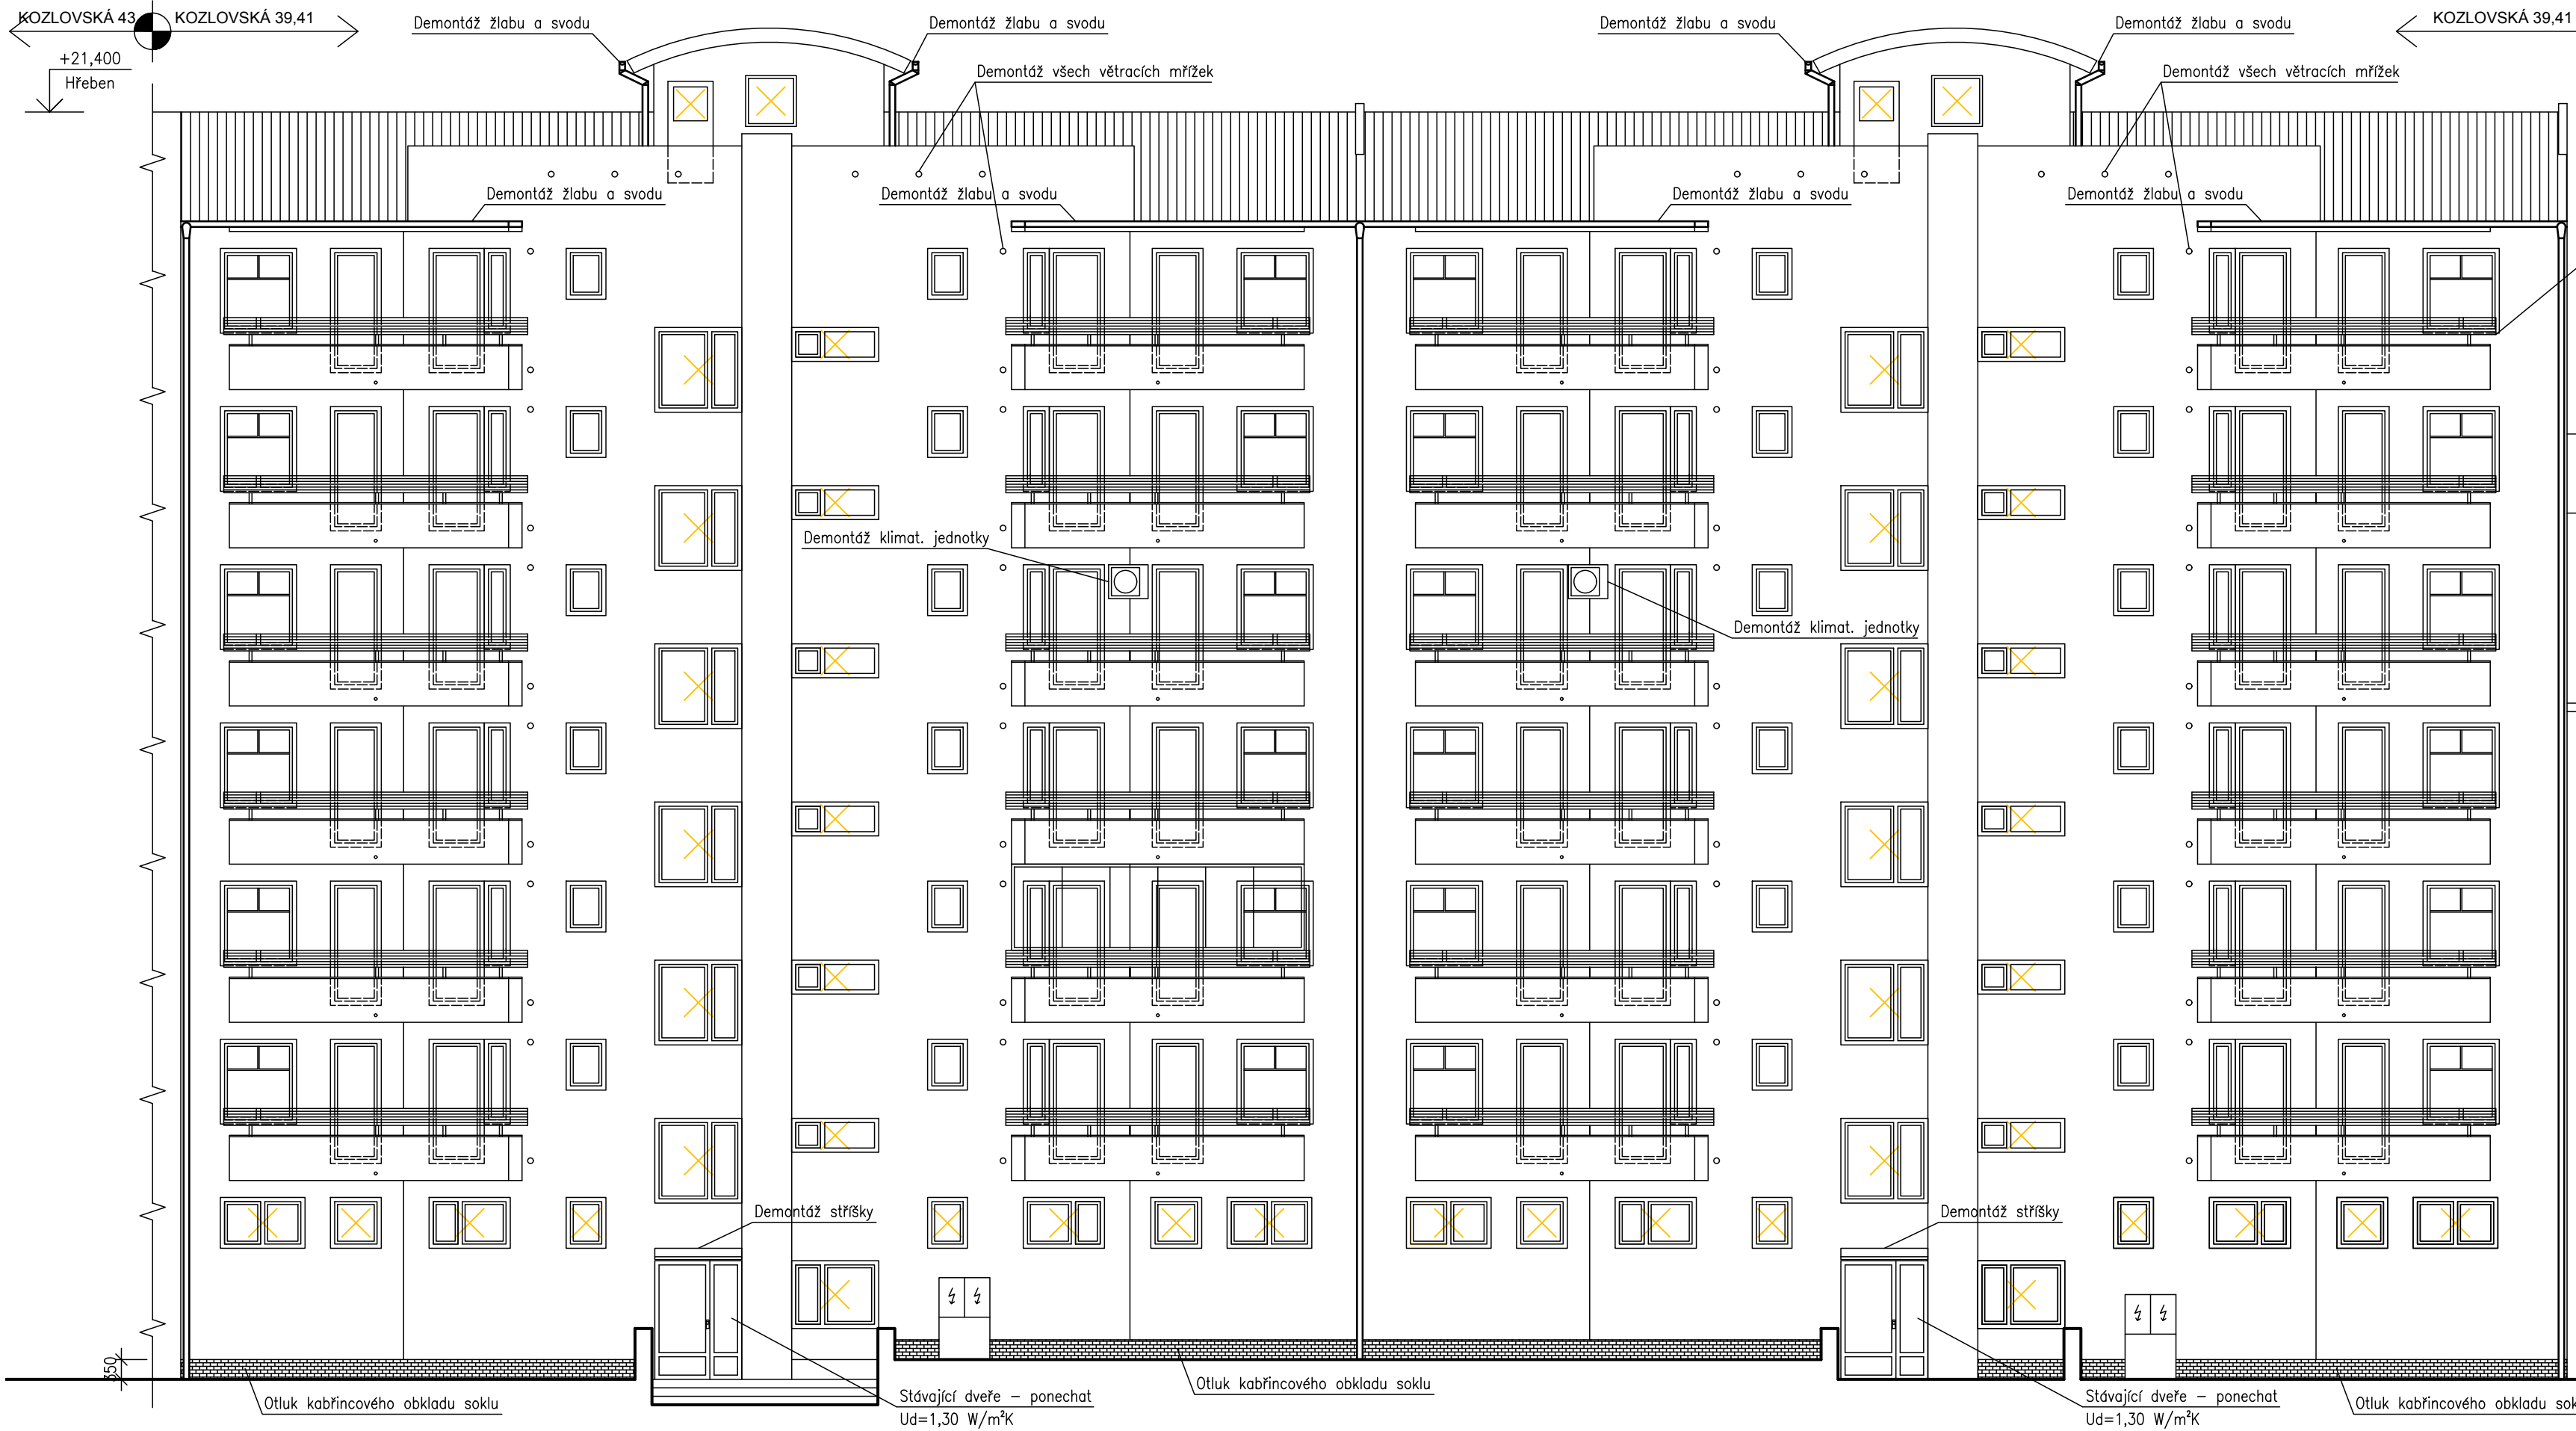 KOZLOVSKÁ 43
KOZLOVSKÁ 39,41
Demontáž žlabu a svodu
Demontáž žlabu a svodu
Demontáž žlabu a svodu
Demontáž žlabu a svodu
KOZLOVSKÁ 39,41
+21,400
Hřeben
Demontáž všech větracích mřížek
Demontáž všech větracích mřížek
Demontáž žlabu a svodu
Demontáž žlabu a svodu
Demontáž žlabu a svodu
Demontáž žlabu a svodu
Demontáž klimat. jednotky
Demontáž klimat. jednotky
Demontáž stříšky
Demontáž stříšky
350
Otluk kabřincového obkladu soklu
Stávající dveře – ponechat
Ud=1,30 W/m²K
Otluk kabřincového obkladu soklu
Stávající dveře – ponechat
Ud=1,30 W/m²K
Otluk kabřincového obkladu